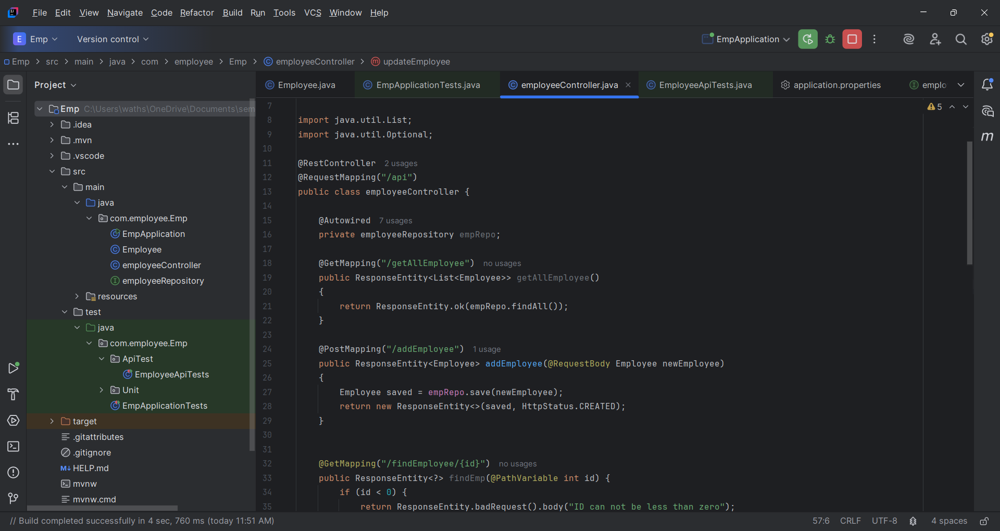 File Edit View Navigate Code Refactor Build Run Tools VCS Window Help
E Emp Version control EmpApplication
Emp > src > main > java > com > employee > Emp > employeeController > updateEmployee
Project
Employee.java EmpApplicationTests.java employeeController.java EmployeeApiTests.java application.properties emplo
Emp C:\Users\waths\OneDrive\Documents\sem
.idea
.mvn
.vscode
src
main
java
com.employee.Emp
EmpApplication
Employee
employeeController
employeeRepository
resources
test
java
com.employee.Emp
ApiTest
EmployeeApiTests
Unit
EmpApplicationTests
target
.gitattributes
.gitignore
M↓ HELP.md
mvnw
mvnw.cmd
5
7
8 import java.util.List;
9 import java.util.Optional;
10
11 @RestController 2 usages
12 @RequestMapping("/api")
13 public class employeeController {
14
15 @Autowired 7 usages
16 private employeeRepository empRepo;
17
18 @GetMapping("/getAllEmployee") no usages
19 public ResponseEntity<List<Employee>> getAllEmployee()
20 {
21 return ResponseEntity.ok(empRepo.findAll());
22 }
23
24 @PostMapping("/addEmployee") 1 usage
25 public ResponseEntity<Employee> addEmployee(@RequestBody Employee newEmployee)
26 {
27 Employee saved = empRepo.save(newEmployee);
28 return new ResponseEntity<>(saved, HttpStatus.CREATED);
29 }
30
31
32 @GetMapping("/findEmployee/{id}") no usages
33 public ResponseEntity<?> findEmp(@PathVariable int id) {
34 if (id < 0) {
35 return ResponseEntity.badRequest().body("ID can not be less than zero");
m
// Build completed successfully in 4 sec, 760 ms (today 11:51 AM) 57:6 CRLF UTF-8 4 spaces